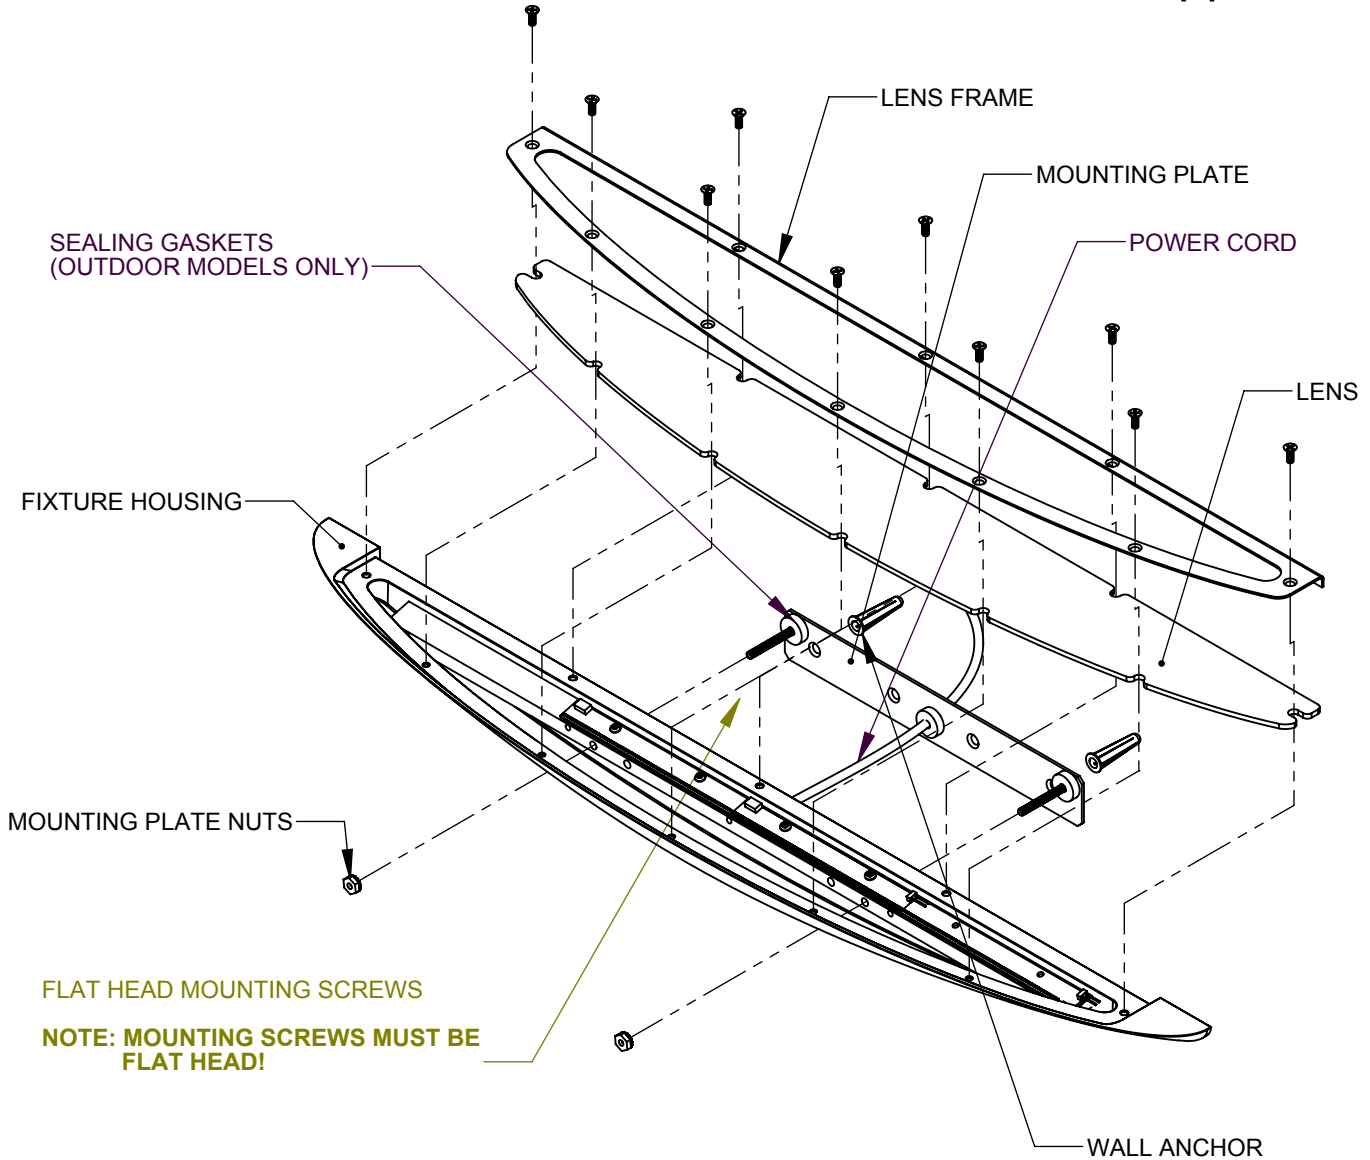 LENS FRAME
MOUNTING PLATE
SEALING GASKETS
(OUTDOOR MODELS ONLY)
POWER CORD
LENS
FIXTURE HOUSING
MOUNTING PLATE NUTS
FLAT HEAD MOUNTING SCREWS
NOTE: MOUNTING SCREWS MUST BE
FLAT HEAD!
WALL ANCHOR